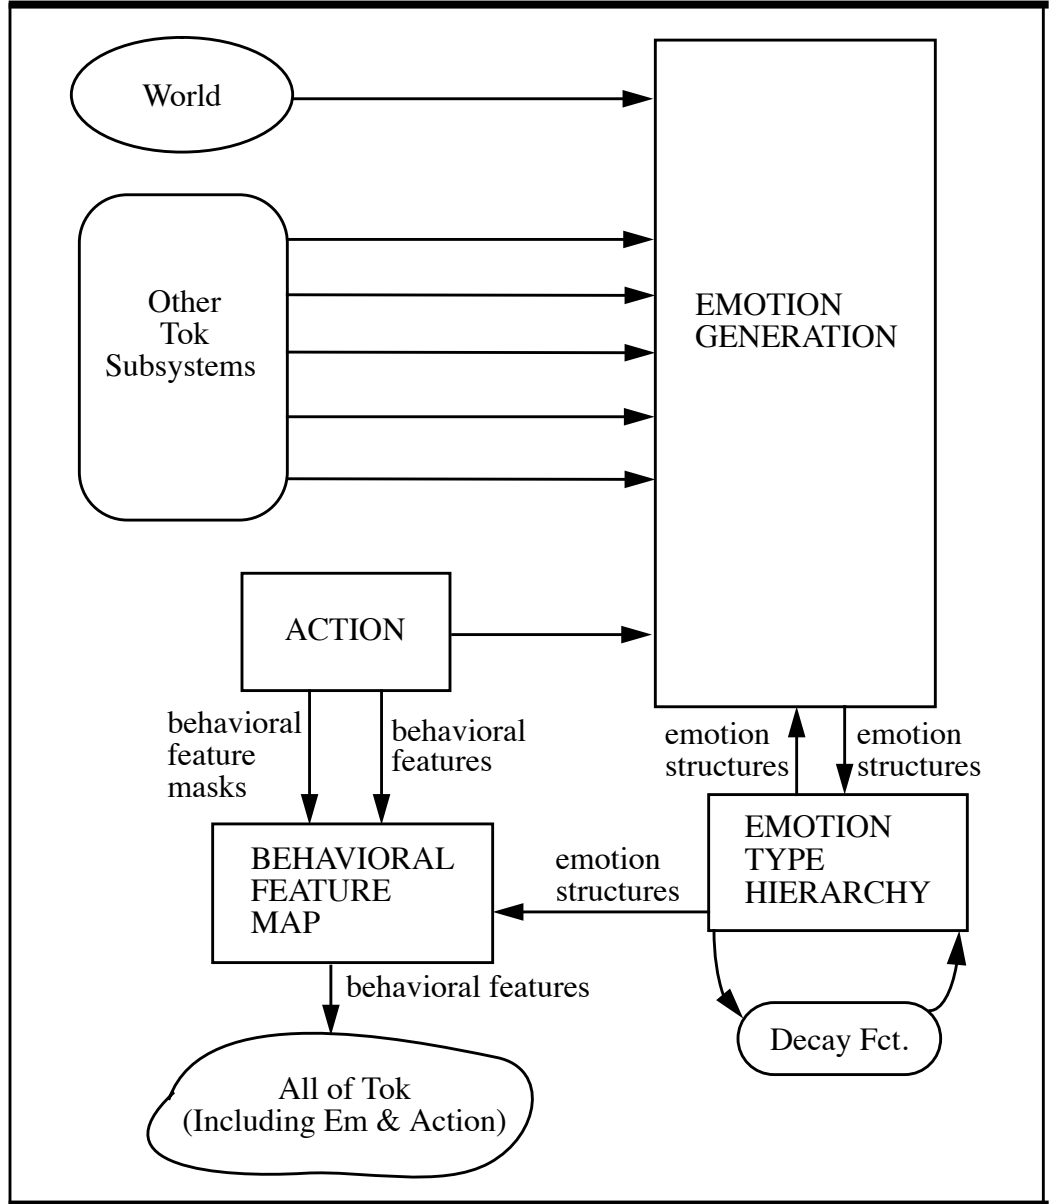 World
Other
Tok
Subsystems
EMOTION
GENERATION
ACTION
behavioral
feature
masks
behavioral
features
emotion
structures
emotion
structures
BEHAVIORAL
FEATURE
MAP
emotion
structures
EMOTION
TYPE
HIERARCHY
behavioral features
Decay Fct.
All of Tok
(Including Em & Action)